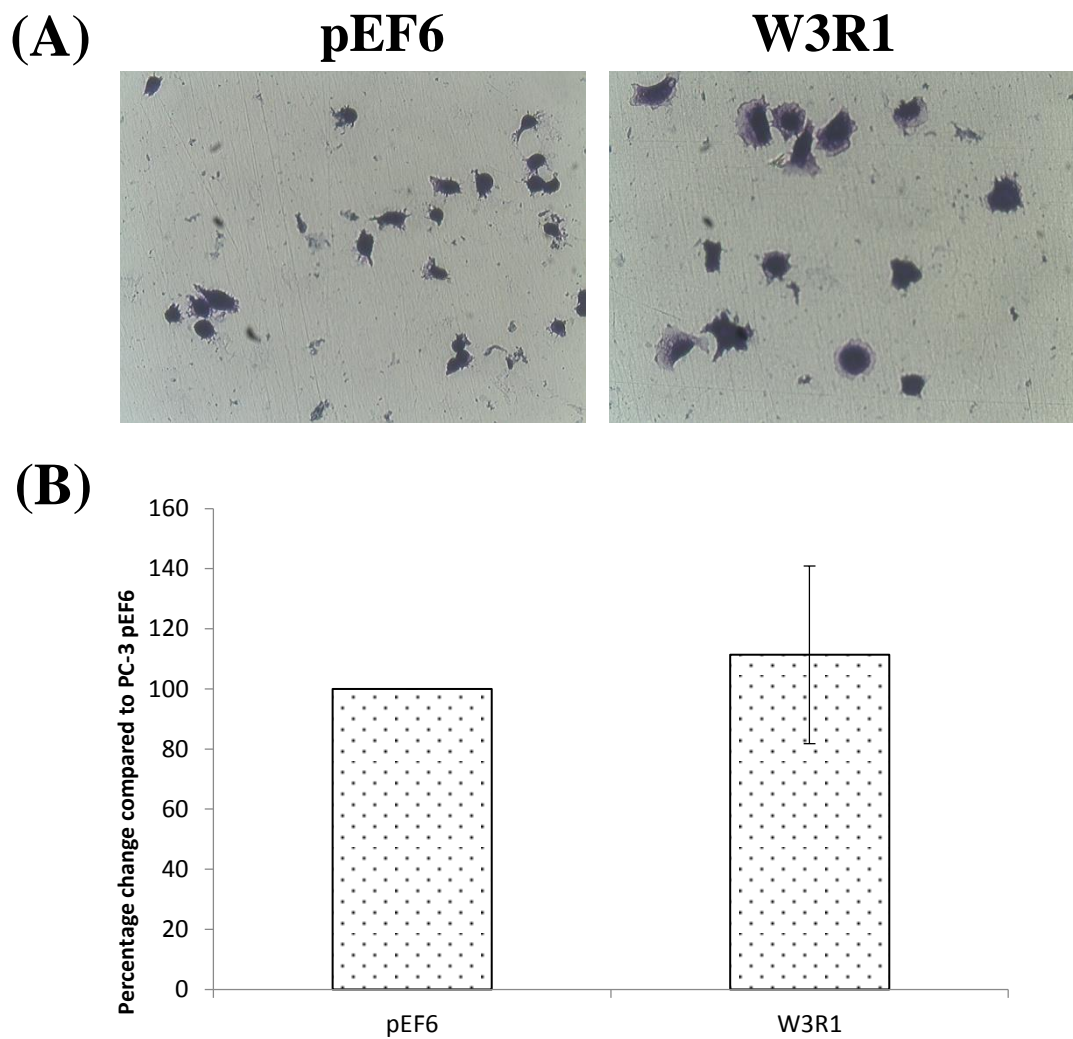 (A)
pEF6
W3R1
(B)
Percentage change compared to PC-3 pEF6
160
140
120
100
80
60
40
20
0
pEF6
W3R1